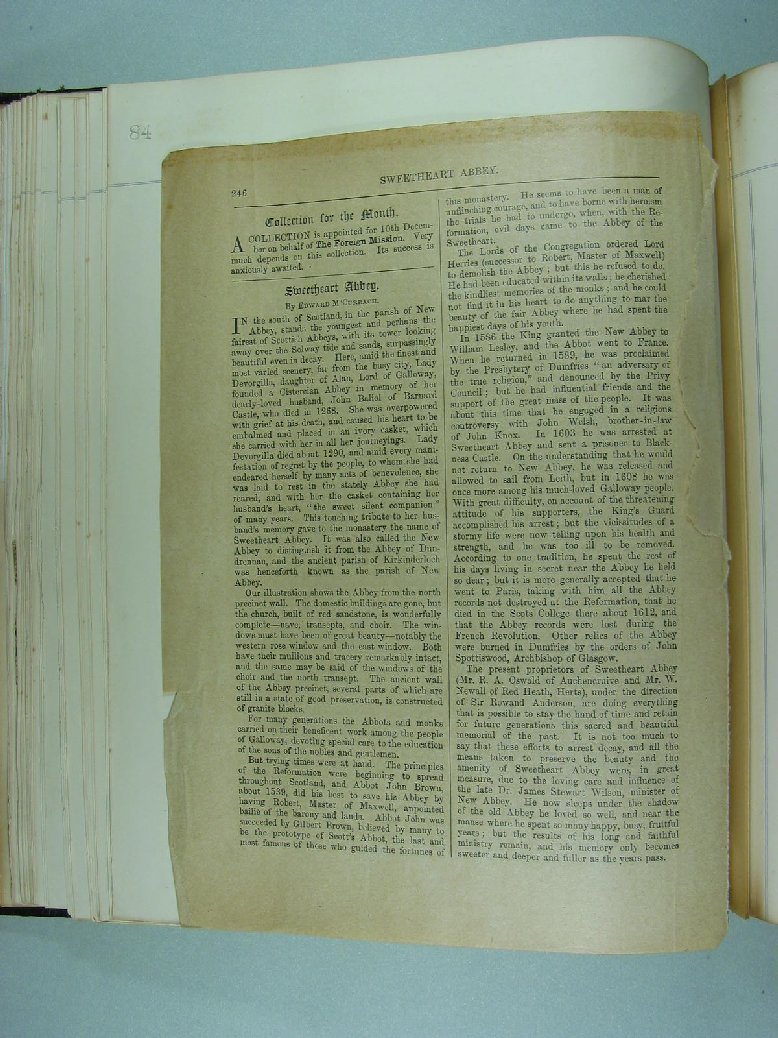 84
246
SWEETHEART ABBEY.
Collection for the Month.
A COLLECTION is appointed for 10th Decem-
ber on behalf of The Foreign Mission. Very
much depends on this collection. Its success is
anxiously awaited.
Sweetheart Abbey.
By EDWARD M'CURRACH.
IN the south of Scotland, in the parish of New
Abbey, stands the youngest and perhaps the
fairest of Scottish Abbeys, with its tower looking
away over the Solway tide and sands, surpassingly
beautiful even in decay. Here, amid the finest and
most varied scenery, far from the busy city, Lady
Devorgilla, daughter of Alan, Lord of Galloway,
founded a Cistercian Abbey in memory of her
dearly-loved husband, John Baliol of Barnard
Castle, who died in 1268. She was overpowered
with grief at his death, and caused his heart to be
embalmed and placed in an ivory casket, which
she carried with her in all her journeyings. Lady
Devorgilla died about 1290, and amid every mani-
festation of regret by the people, to whom she had
endeared herself by many acts of benevolence, she
was laid to rest in the stately Abbey she had
reared, and with her the casket containing her
husband's heart, "the sweet silent companion"
of many years. This touching tribute to her hus-
band's memory gave to the monastery the name of
Sweetheart Abbey. It was also called the New
Abbey to distinguish it from the Abbey of Dun-
drennan, and the ancient parish of Kirkinderloch
was henceforth known as the parish of New
Abbey.
Our illustration shows the Abbey from the north
precinct wall. The domestic buildings are gone, but
the church, built of red sandstone, is wonderfully
complete—nave, transepts, and choir. The win-
dows must have been of great beauty—notably the
western rose window and the east window. Both
have their mullions and tracery remarkably intact,
and the same may be said of the windows of the
choir and the north transept. The ancient wall
of the Abbey precinct, several parts of which are
still in a state of good preservation, is constructed
of granite blocks.
For many generations the Abbots and monks
carried on their beneficent work among the people
of Galloway, devoting special care to the education
of the sons of the nobles and gentlemen.
But trying times were at hand. The principles
of the Reformation were beginning to spread
throughout Scotland, and Abbot John Brown,
about 1539, did his best to save his Abbey by
having Robert, Master of Maxwell, appointed
bailie of the barony and lands. Abbot John was
succeeded by Gilbert Brown, believed by many to
be the prototype of Scott's Abbot, the last and
most famous of those who guided the fortunes of
this monastery. He seems to have been a man of
unflinching courage, and to have borne with heroism
the trials he had to undergo, when, with the Re-
formation, evil days came to the Abbey of the
Sweetheart.
The Lords of the Congregation ordered Lord
Herries (successor to Robert, Master of Maxwell)
to demolish the Abbey; but this he refused to do.
He had been educated within its walls; he cherished
the kindliest memories of the monks; and he could
not find it in his heart to do anything to mar the
beauty of the fair Abbey where he had spent the
happiest days of his youth.
In 1586 the King granted the New Abbey to
William Lesley, and the Abbot went to France.
When he returned in 1589, he was proclaimed
by the Presbytery of Dumfries "an adversary of
the true religion," and denounced by the Privy
Council; but he had influential friends and the
support of the great mass of the people. It was
about this time that he engaged in a religious
controversy with John Welsh, brother-in-law
of John Knox. In 1605 he was arrested at
Sweetheart Abbey and sent a prisoner to Black-
ness Castle. On the understanding that he would
not return to New Abbey, he was released and
allowed to sail from Leith, but in 1608 he was
once more among his much-loved Galloway people.
With great difficulty, on account of the threatening
attitude of his supporters, the King's Guard
accomplished his arrest; but the vicissitudes of a
stormy life were now telling upon his health and
strength, and he was too ill to be removed.
According to one tradition, he spent the rest of
his days living in secret near the Abbey he held
so dear; but it is more generally accepted that he
went to Paris, taking with him all the Abbey
records not destroyed at the Reformation, that he
died in the Scots College there about 1612, and
that the Abbey records were lost during the
French Revolution. Other relics of the Abbey
were burned in Dumfries by the orders of John
Spottiswood, Archbishop of Glasgow.
The present proprietors of Sweetheart Abbey
(Mr. R. A. Oswald of Auchencruive and Mr. W.
Newall of Red Heath, Herts), under the direction
of Sir Rowand Anderson, are doing everything
that is possible to stay the hand of time and retain
for future generations this sacred and beautiful
memorial of the past. It is not too much to
say that these efforts to arrest decay, and all the
means taken to preserve the beauty and the
amenity of Sweetheart Abbey were, in great
measure, due to the loving care and influence of
the late Dr. James Stewart Wilson, minister of
New Abbey. He now sleeps under the shadow
of the old Abbey he loved so well, and near the
manse where he spent so many happy, busy, fruitful
years; but the results of his long and faithful
ministry remain, and his memory only becomes
sweeter and deeper and fuller as the years pass.